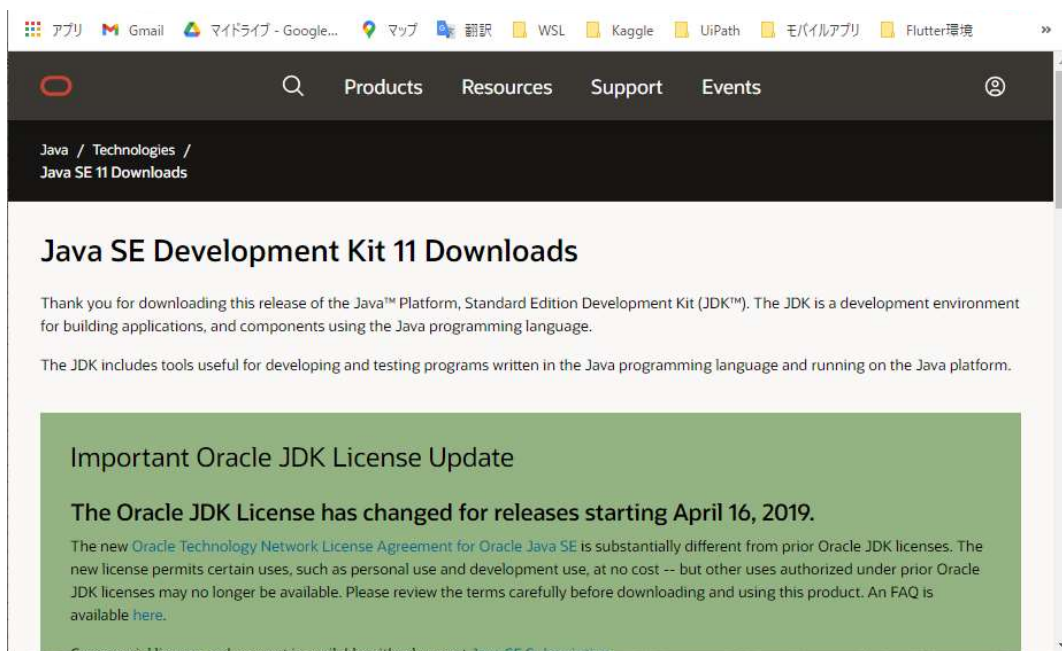 アプリ Gmail マイドライブ - Google... マップ 翻訳 WSL Kaggle UiPath モバイルアプリ Flutter環境 »
Products Resources Support Events
Java / Technologies /
Java SE 11 Downloads
Java SE Development Kit 11 Downloads
Thank you for downloading this release of the Java™ Platform, Standard Edition Development Kit (JDK™). The JDK is a development environment
for building applications, and components using the Java programming language.
The JDK includes tools useful for developing and testing programs written in the Java programming language and running on the Java platform.
Important Oracle JDK License Update
The Oracle JDK License has changed for releases starting April 16, 2019.
The new Oracle Technology Network License Agreement for Oracle Java SE is substantially different from prior Oracle JDK licenses. The
new license permits certain uses, such as personal use and development use, at no cost -- but other uses authorized under prior Oracle
JDK licenses may no longer be available. Please review the terms carefully before downloading and using this product. An FAQ is
available here.